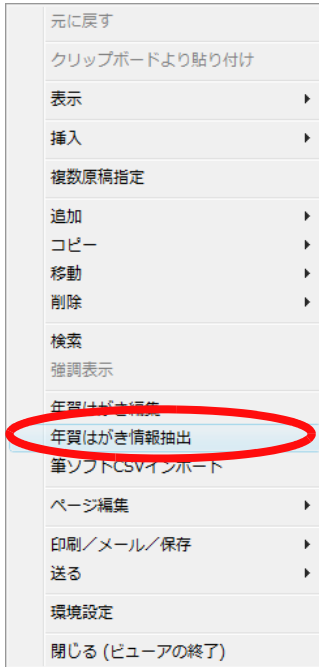 元に戻す
クリップボードより貼り付け
表示
挿入
複数原稿指定
追加
コピー
移動
削除
検索
強調表示
年賀はがき編集
年賀はがき情報抽出
筆ソフトCSVインポート
ページ編集
印刷／メール／保存
送る
環境設定
閉じる (ビューアの終了)